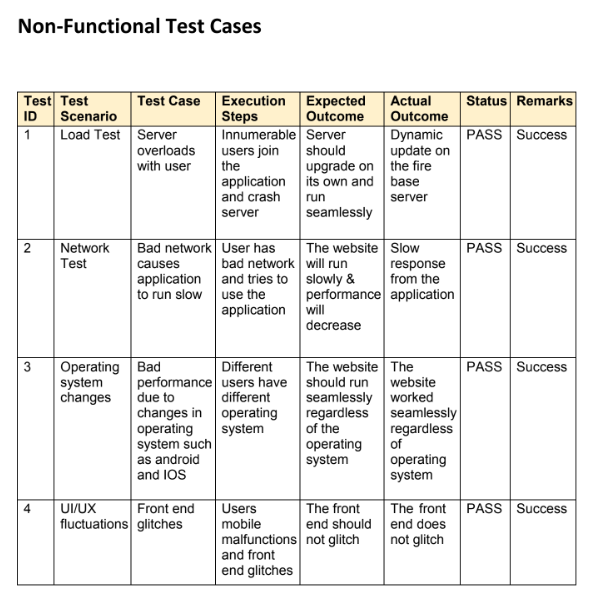 Non-Functional Test Cases
Test ID | Test Scenario | Test Case | Execution Steps | Expected Outcome | Actual Outcome | Status | Remarks
1 | Load Test | Server overloads with user | Innumerable users join the application and crash server | Server should upgrade on its own and run seamlessly | Dynamic update on the fire base server | PASS | Success
2 | Network Test | Bad network causes application to run slow | User has bad network and tries to use the application | The website will run slowly & performance will decrease | Slow response from the application | PASS | Success
3 | Operating system changes | Bad performance due to changes in operating system such as android and IOS | Different users have different operating system | The website should run seamlessly regardless of the operating system | The website worked seamlessly regardless of operating system | PASS | Success
4 | UI/UX fluctuations | Front end glitches | Users mobile malfunctions and front end glitches | The front end should not glitch | The front end does not glitch | PASS | Success